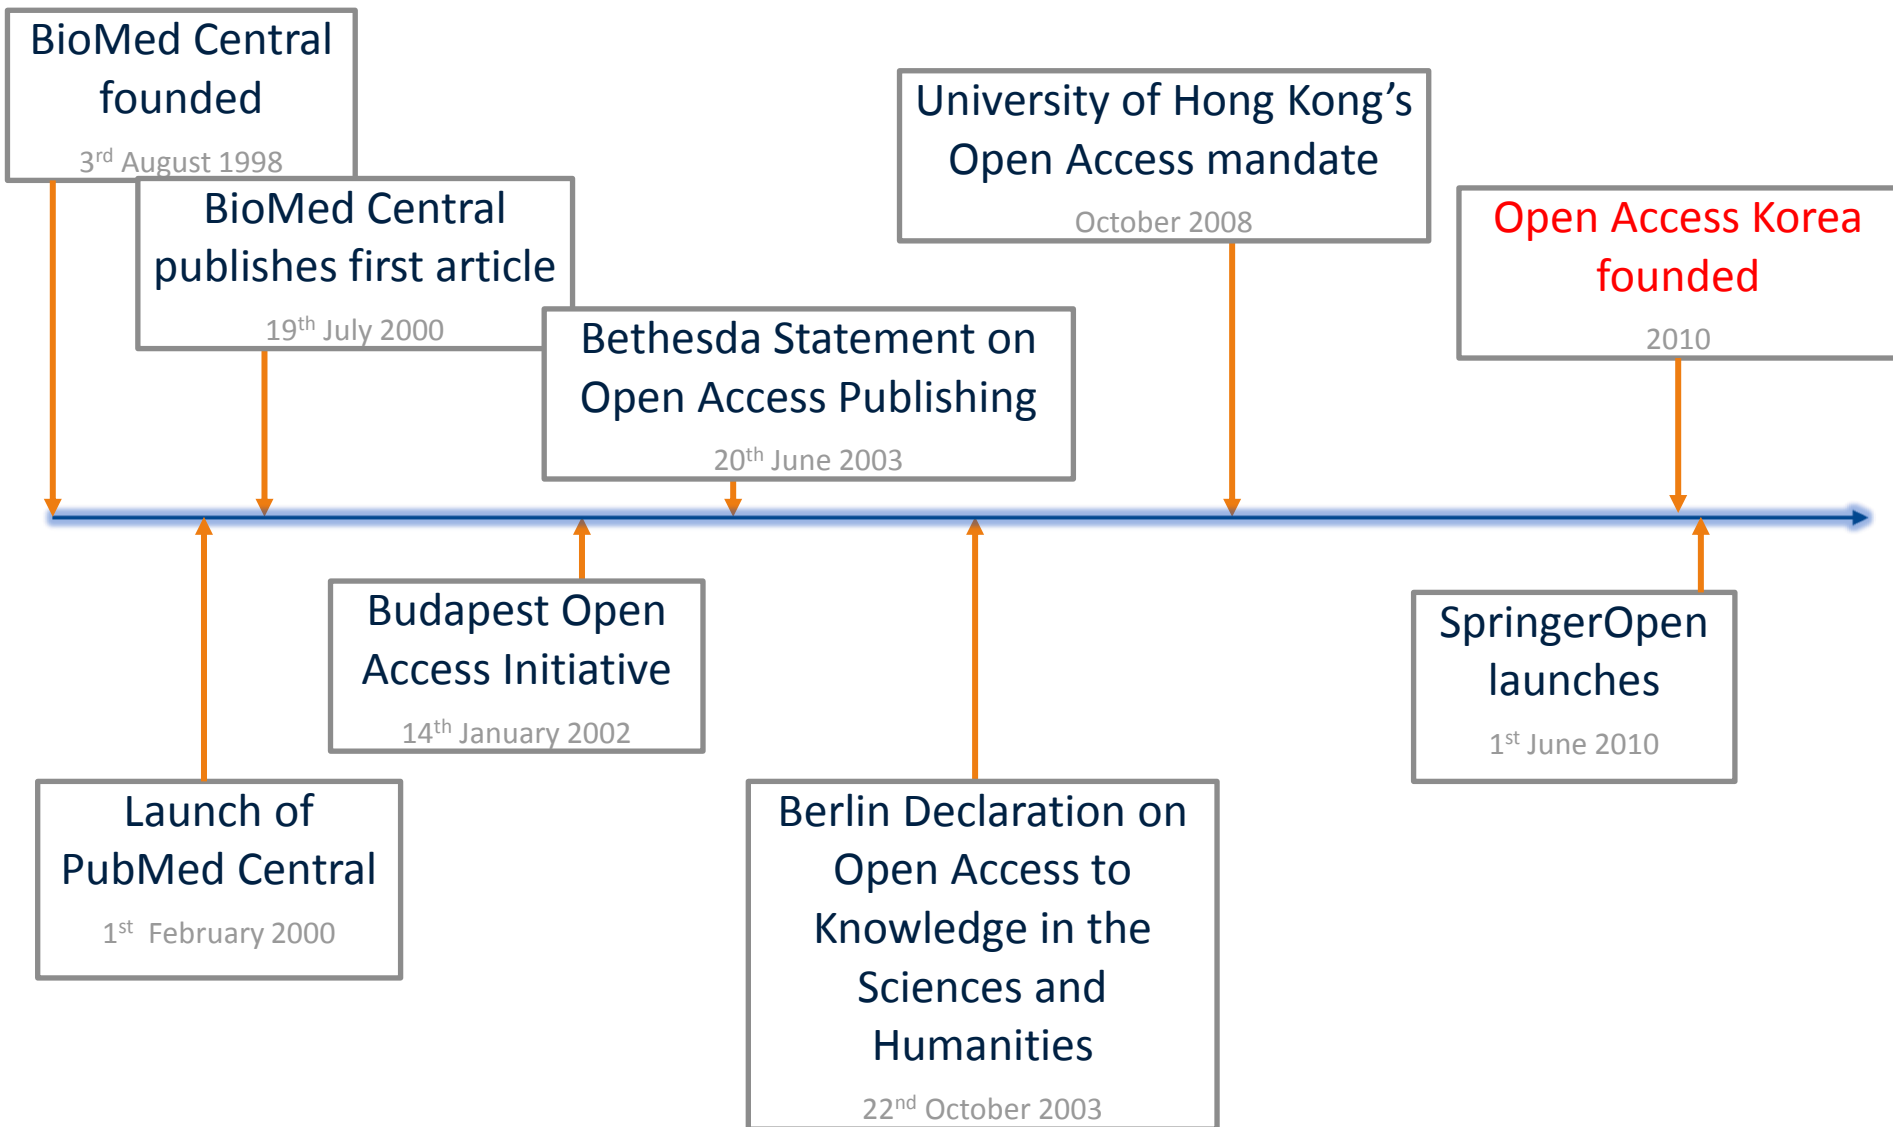 BioMed Central
founded
3rd August 1998
BioMed Central
publishes first article
19th July 2000
Bethesda Statement on
Open Access Publishing
20th June 2003
University of Hong Kong’s
Open Access mandate
October 2008
Open Access Korea
founded
2010
Launch of
PubMed Central
1st February 2000
Budapest Open
Access Initiative
14th January 2002
Berlin Declaration on
Open Access to
Knowledge in the
Sciences and
Humanities
22nd October 2003
SpringerOpen
launches
1st June 2010